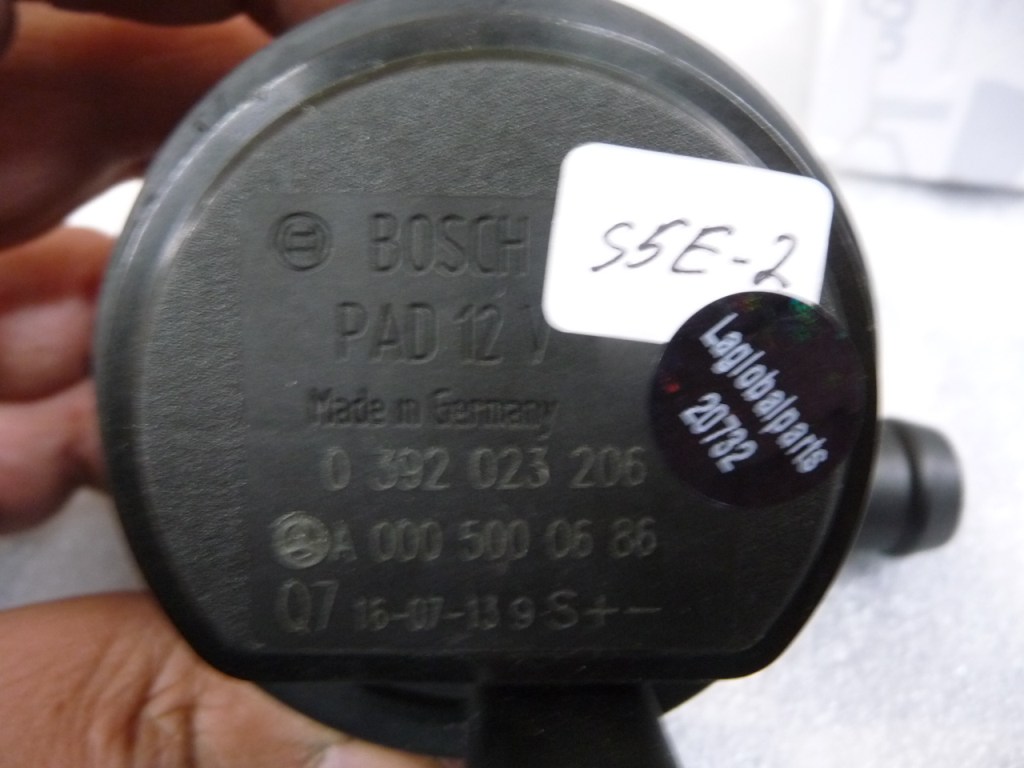 BOSCH
PAD 12 V
Made in Germany
0 392 023 206
A 000 500 06 86
Q7 16-07-13 9 S + -
S5E-2
Laglobalparts
20732